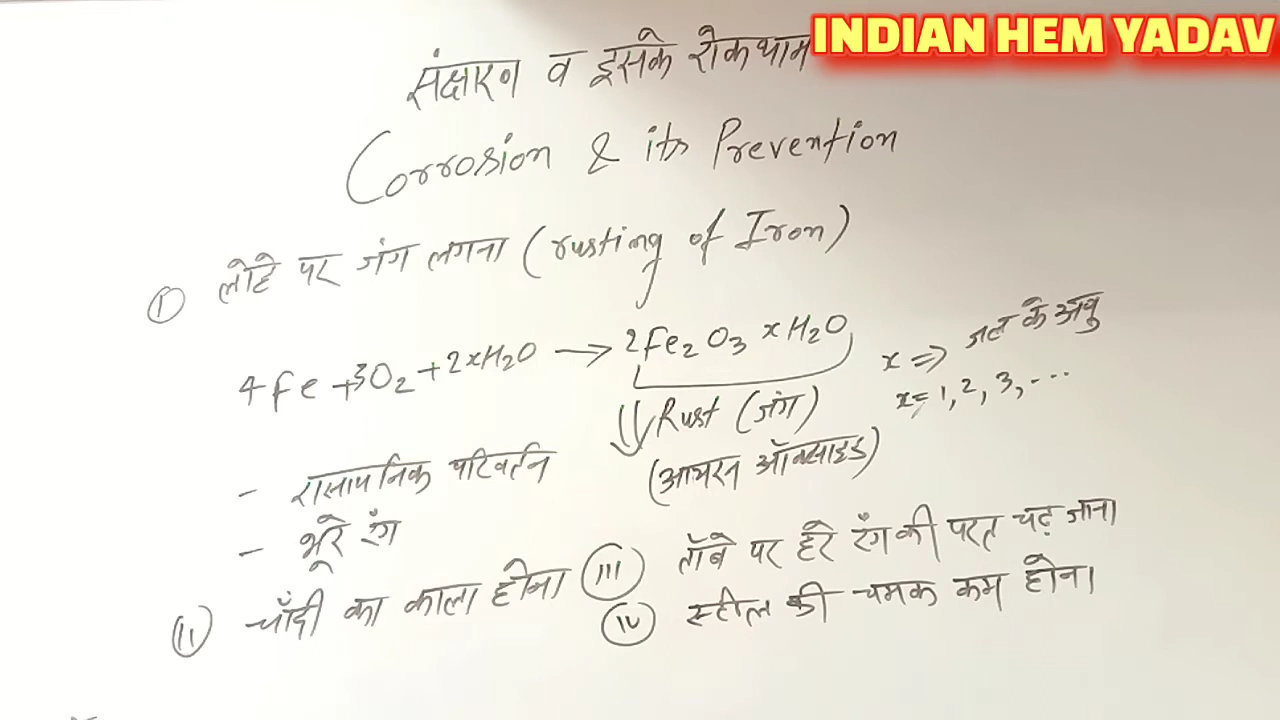 INDIAN HEM YADAV
संक्षारण व इसके रोकथाम
Corrosion & its Prevention
① लोहे पर जंग लगना (rusting of Iron)
4Fe + 3O₂ + 2xH₂O → 2Fe₂O₃ xH₂O
x ⇒ जल के अणु
x = 1, 2, 3, ...
⇓ Rust (जंग)
(आयरन ऑक्साइड)
- रासायनिक परिवर्तन
- भूरे रंग
(II) चाँदी का काला होना
(III) ताँबे पर हरे रंग की परत चढ़ जाना
(IV) स्टील की चमक कम होना